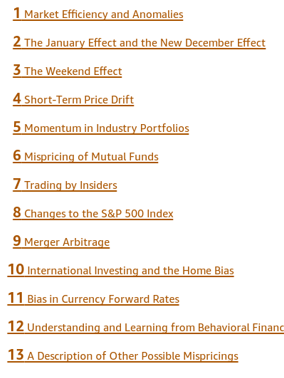 1 Market Efficiency and Anomalies
2 The January Effect and the New December Effect
3 The Weekend Effect
4 Short-Term Price Drift
5 Momentum in Industry Portfolios
6 Mispricing of Mutual Funds
7 Trading by Insiders
8 Changes to the S&P 500 Index
9 Merger Arbitrage
10 International Investing and the Home Bias
11 Bias in Currency Forward Rates
12 Understanding and Learning from Behavioral Financ
13 A Description of Other Possible Mispricings